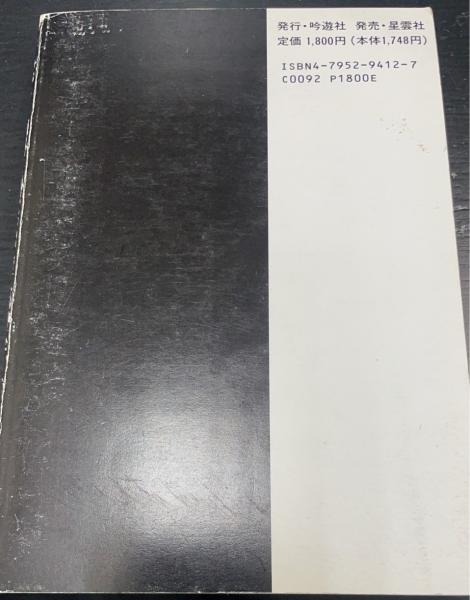 発行・吟遊社　発売・星雲社
定価 1,800円（本体1,748円）
ISBN4-7952-9412-7
C0092 P1800E